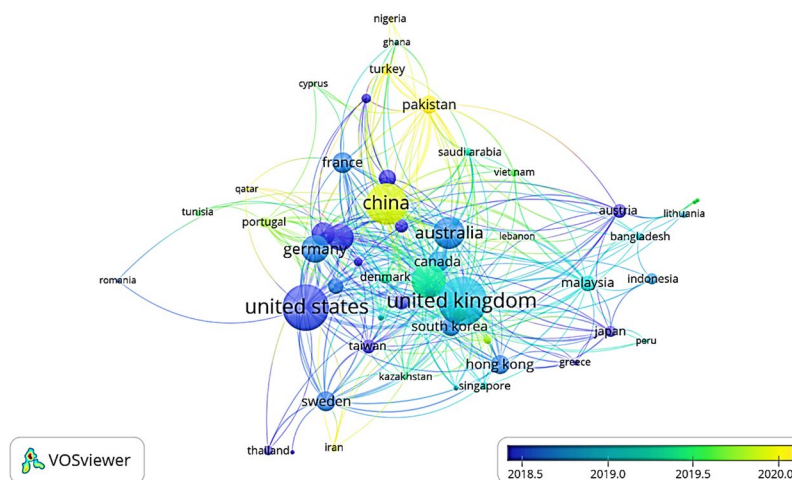 nigeria
ghana
turkey
cyprus
pakistan
saudi arabia
france
viet nam
qatar
china
tunisia
portugal
austria
lithuania
australia
lebanon
bangladesh
germany
canada
denmark
romania
malaysia
indonesia
united states
united kingdom
south korea
japan
peru
taiwan
hong kong
greece
kazakhstan
singapore
sweden
thailand
iran
VOSviewer
2018.5
2019.0
2019.5
2020.0